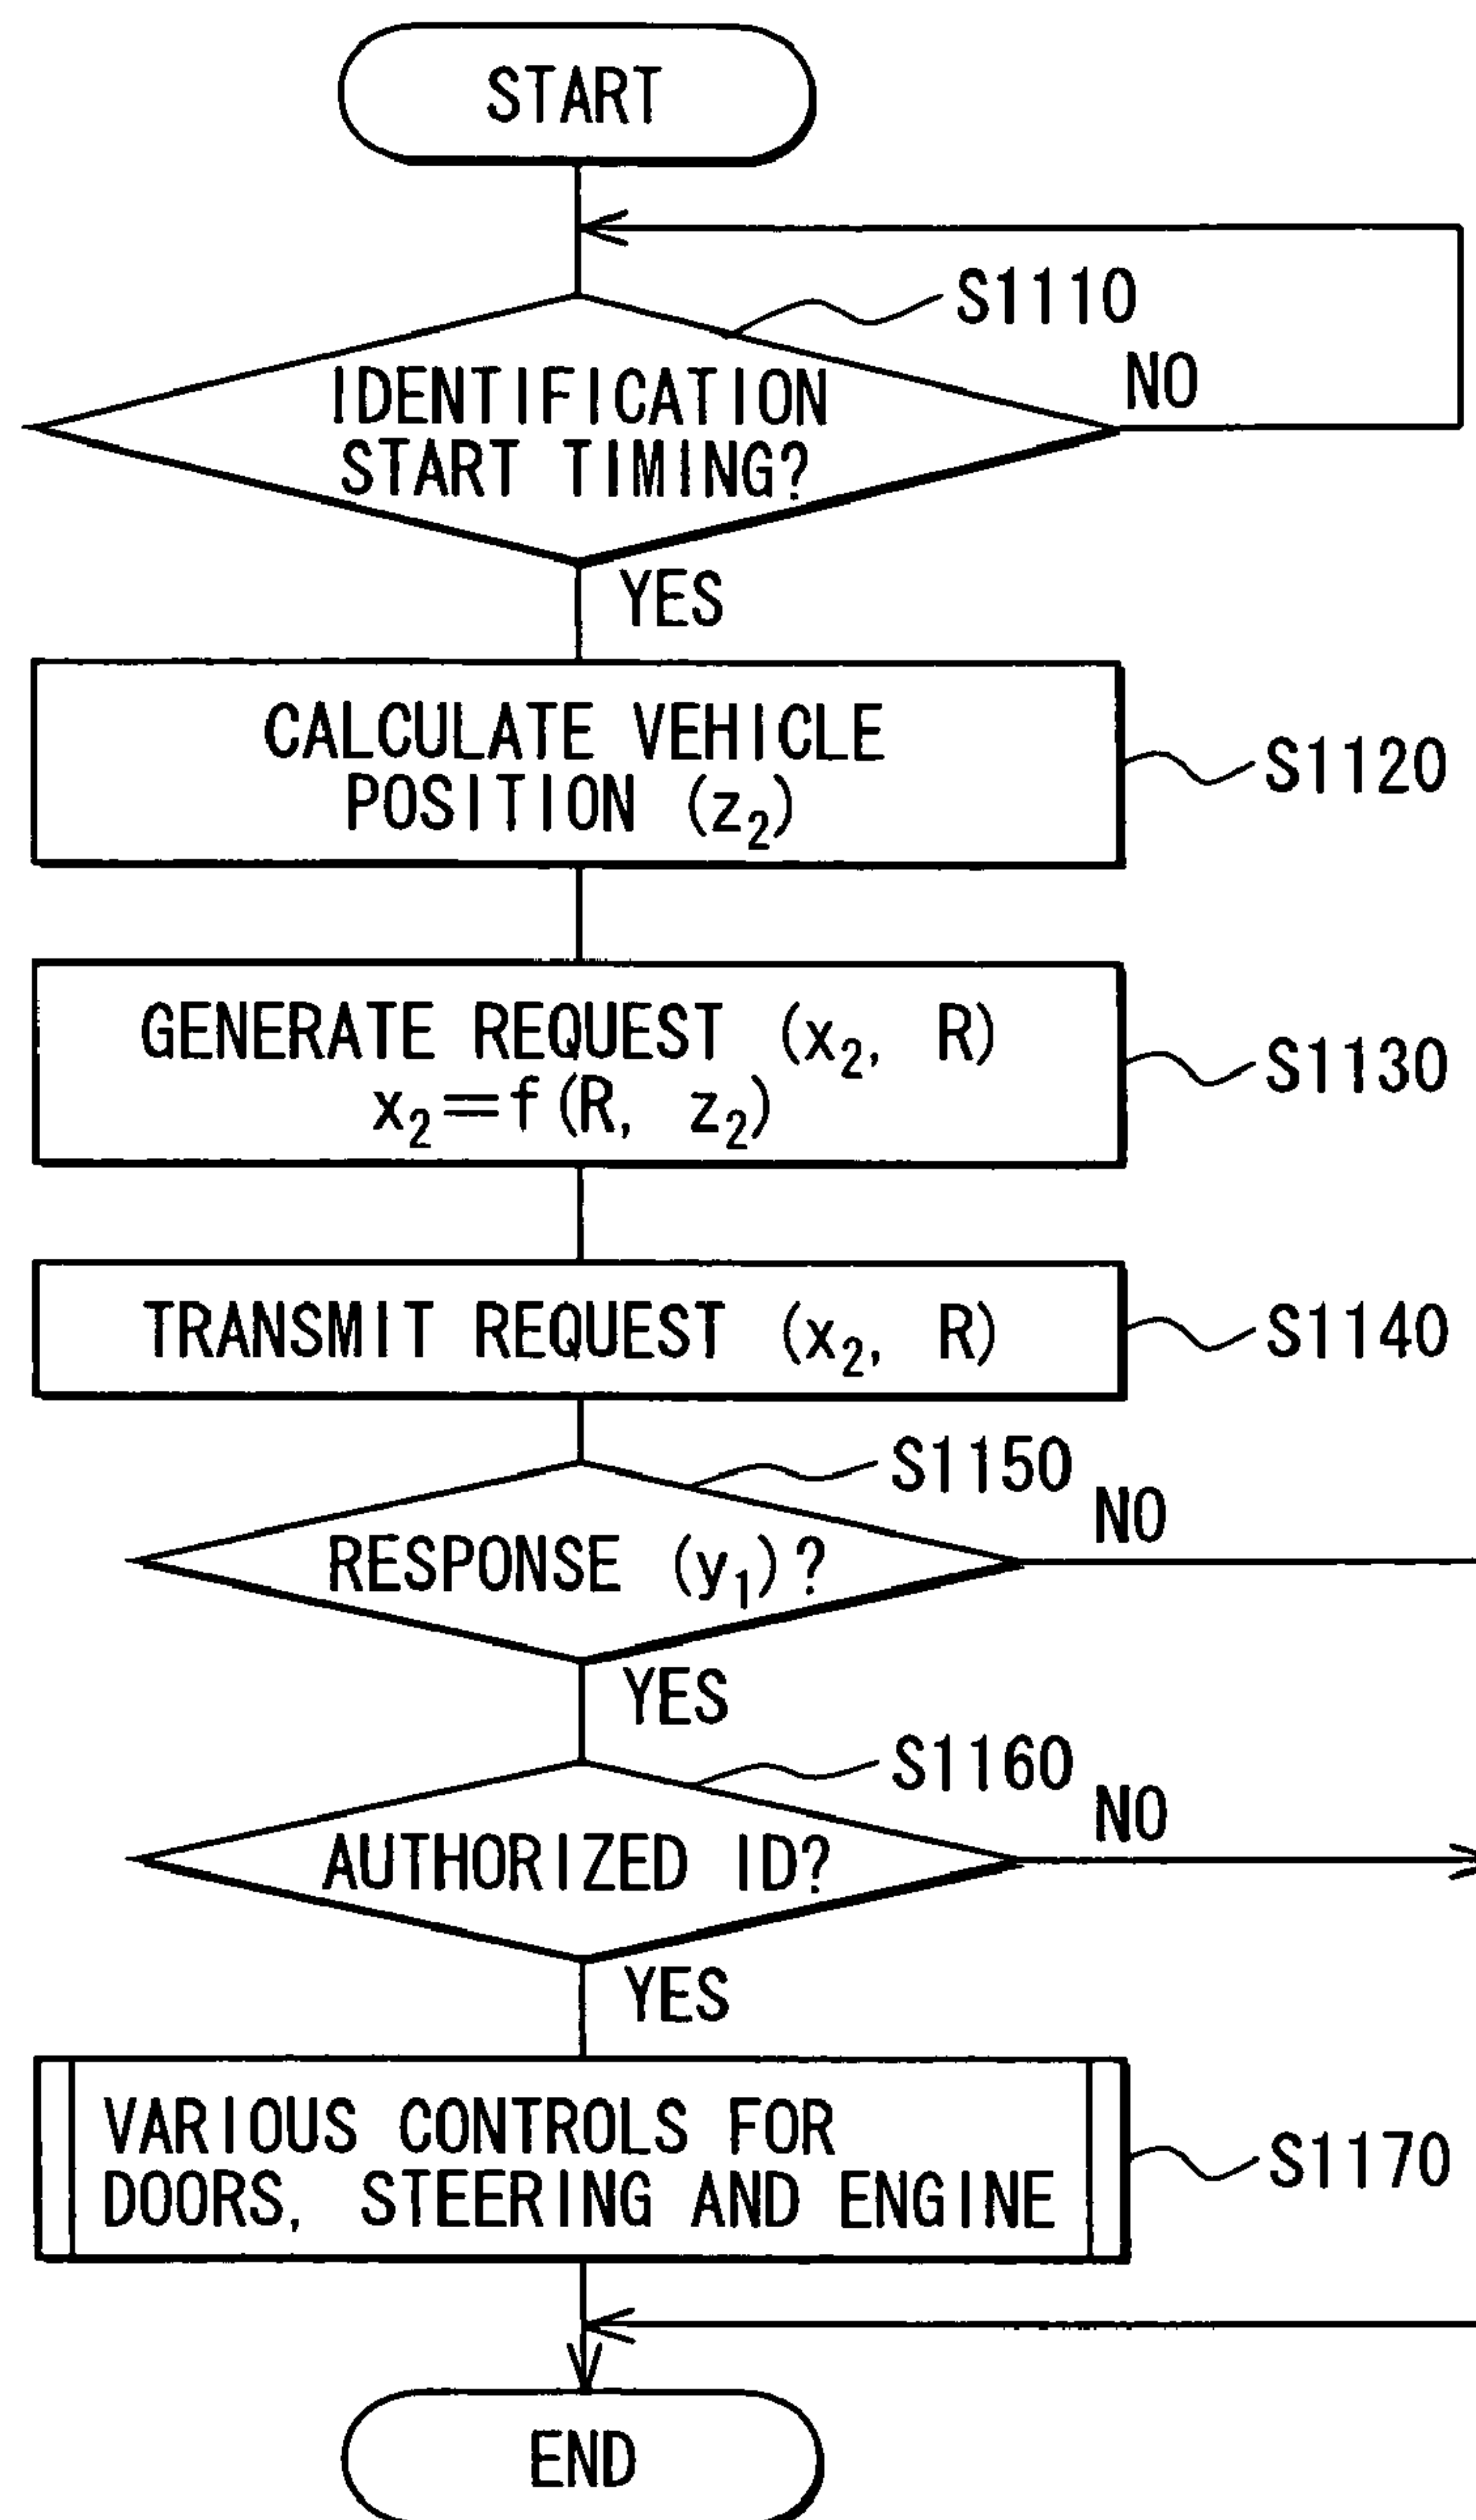 START
S1110
NO
IDENTIFICATION
START TIMING?
YES
CALCULATE VEHICLE
POSITION (z₂)
S1120
GENERATE REQUEST (x₂, R)
x₂=f(R, z₂)
S1130
TRANSMIT REQUEST (x₂, R)
S1140
S1150
NO
RESPONSE (y₁)?
YES
S1160
NO
AUTHORIZED ID?
YES
VARIOUS CONTROLS FOR
DOORS, STEERING AND ENGINE
S1170
END